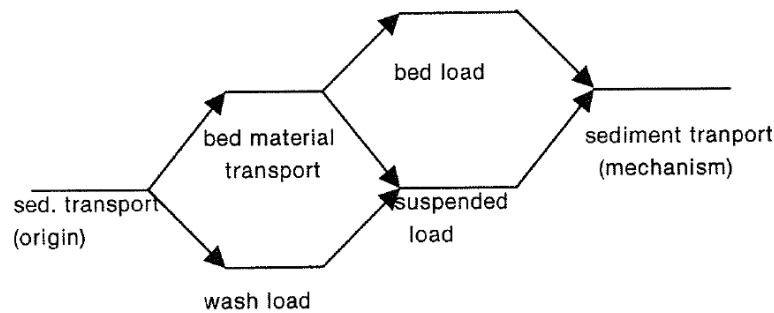 bed load
bed material
transport
sediment tranport
(mechanism)
sed. transport
(origin)
suspended
load
wash load